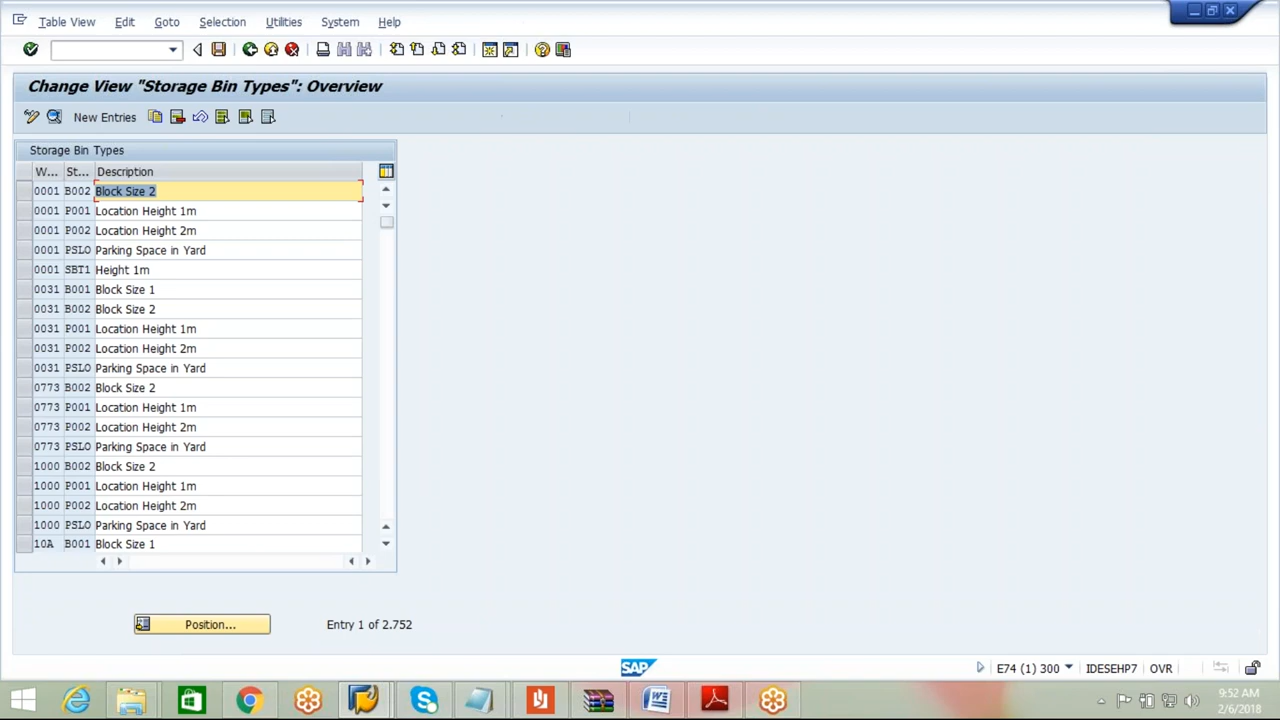 Table View Edit Goto Selection Utilities System Help
Change View "Storage Bin Types": Overview
New Entries
Storage Bin Types
W... St... Description
0001 B002 Block Size 2
0001 P001 Location Height 1m
0001 P002 Location Height 2m
0001 PSLO Parking Space in Yard
0001 SBT1 Height 1m
0031 B001 Block Size 1
0031 B002 Block Size 2
0031 P001 Location Height 1m
0031 P002 Location Height 2m
0031 PSLO Parking Space in Yard
0773 B002 Block Size 2
0773 P001 Location Height 1m
0773 P002 Location Height 2m
0773 PSLO Parking Space in Yard
1000 B002 Block Size 2
1000 P001 Location Height 1m
1000 P002 Location Height 2m
1000 PSLO Parking Space in Yard
10A B001 Block Size 1
Position... Entry 1 of 2.752
SAP E74 (1) 300 IDESEHP7 OVR
9:52 AM
2/6/2018